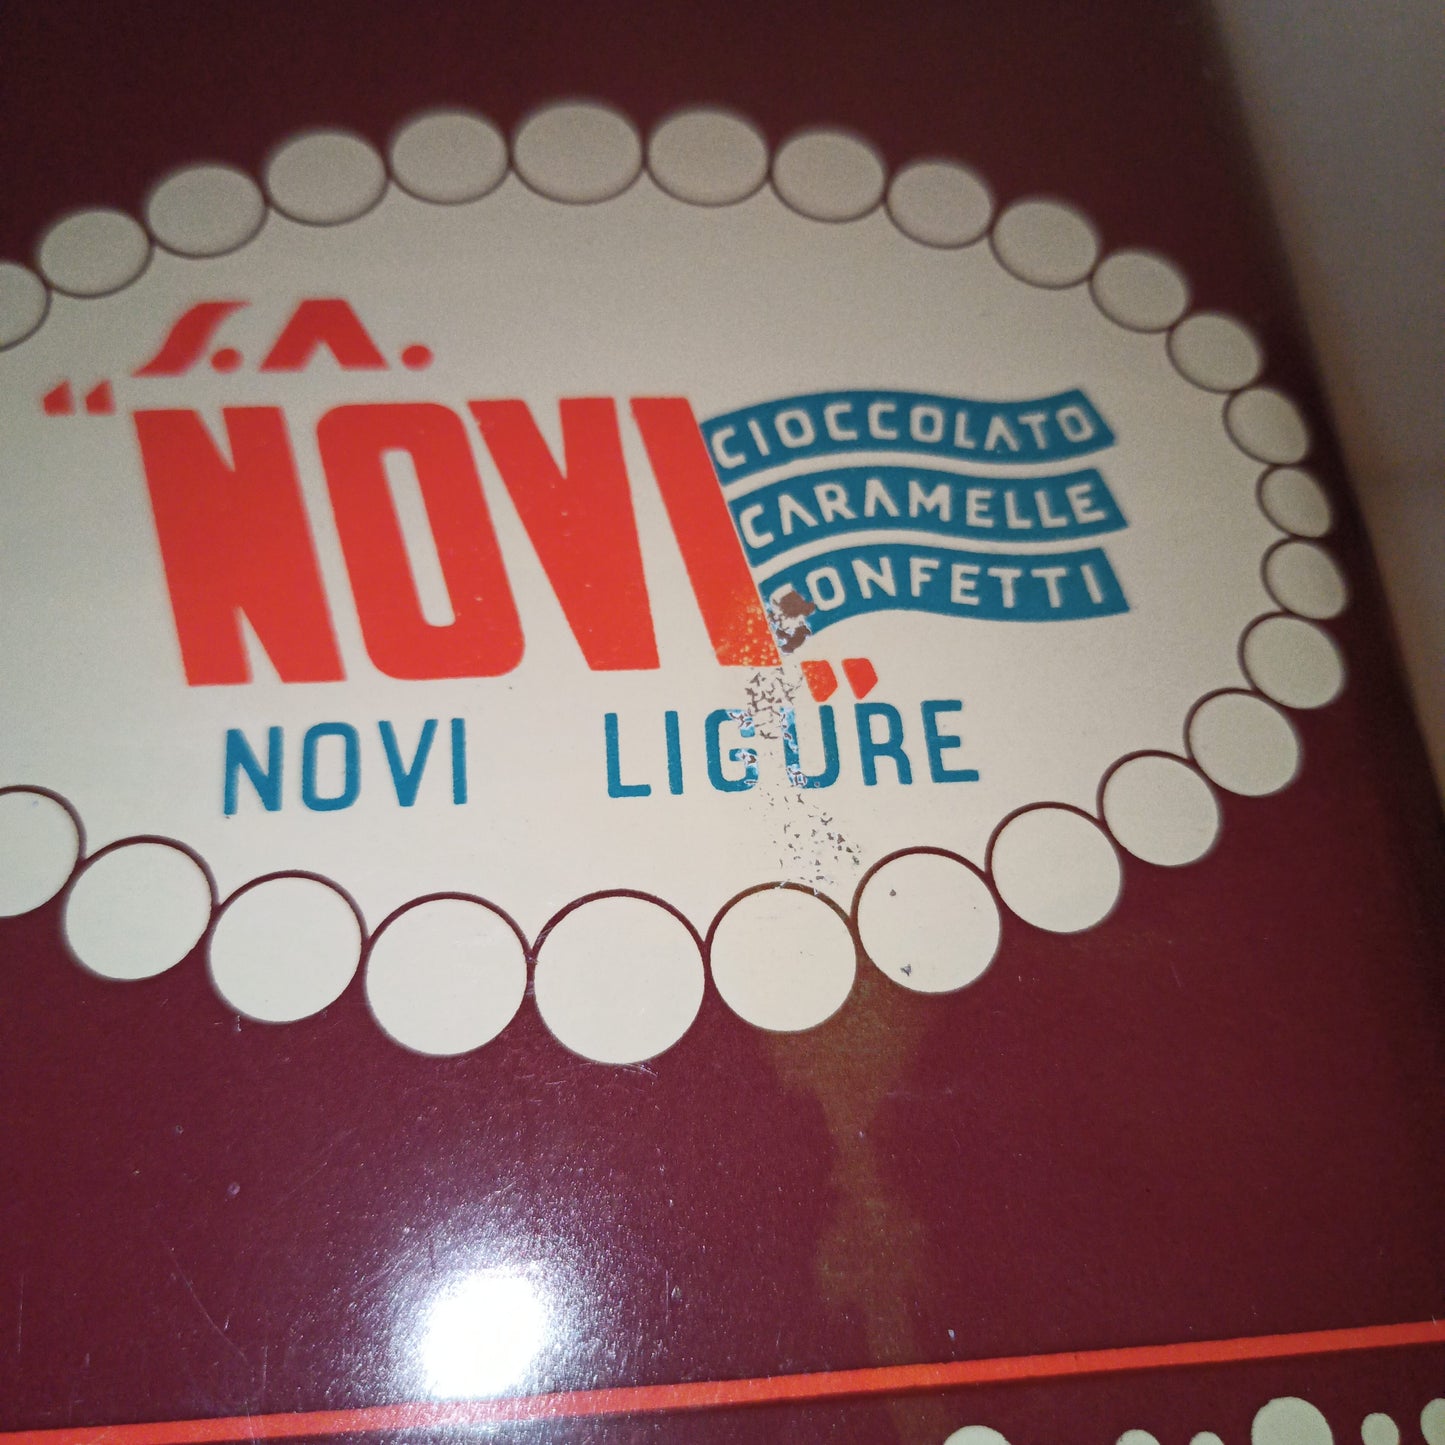 S.A.
"NOVI"
CIOCCOLATO
CARAMELLE
CONFETTI
NOVI LIGURE